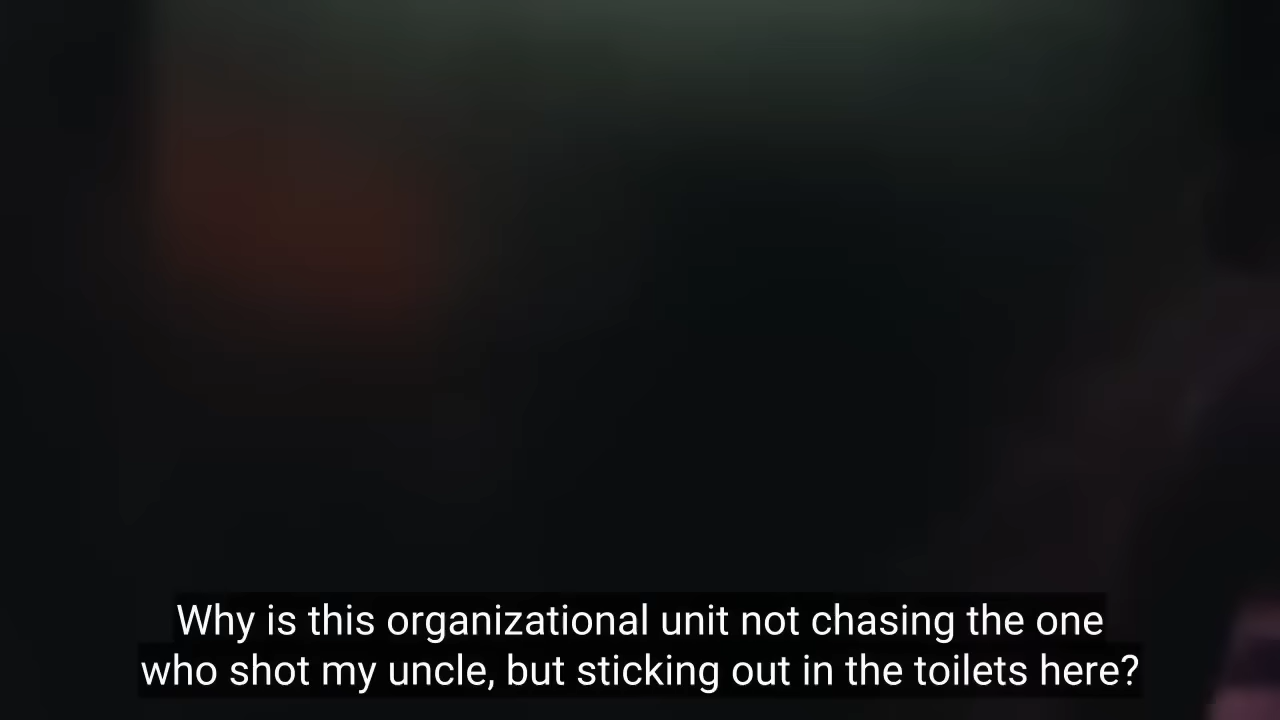 Why is this organizational unit not chasing the one
who shot my uncle, but sticking out in the toilets here?